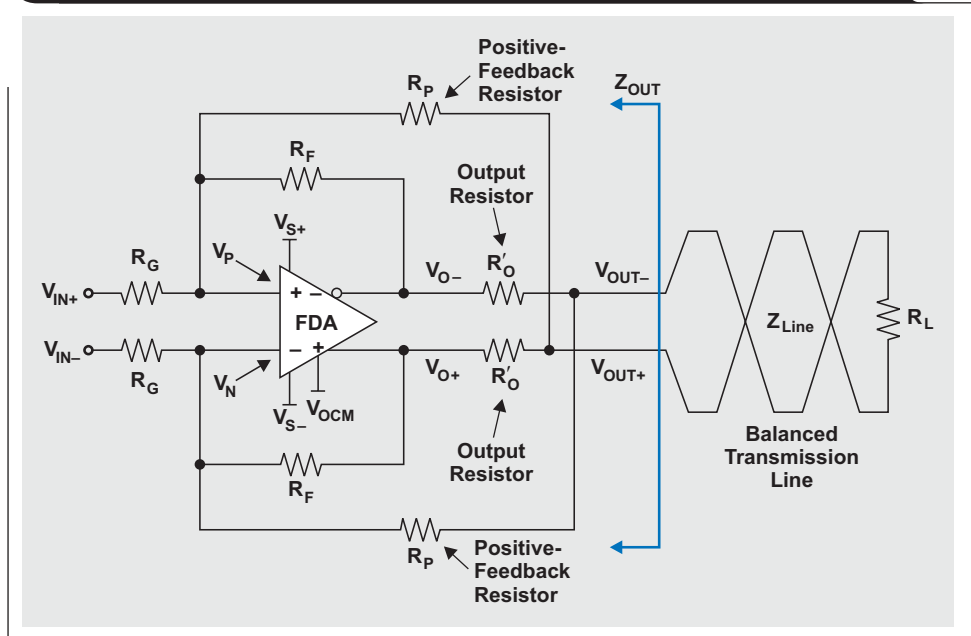 Positive-
Feedback
Resistor
R_P
Z_OUT
R_F
Output
Resistor
V_S+
R_G
V_P
V_O–
R′_O
V_OUT–
V_IN+
+ –
FDA
Z_Line
R_L
V_IN–
– +
R_G
V_N
V_O+
R′_O
V_OUT+
V_S–
V_OCM
R_F
Output
Resistor
Balanced
Transmission
Line
R_P
Positive-
Feedback
Resistor